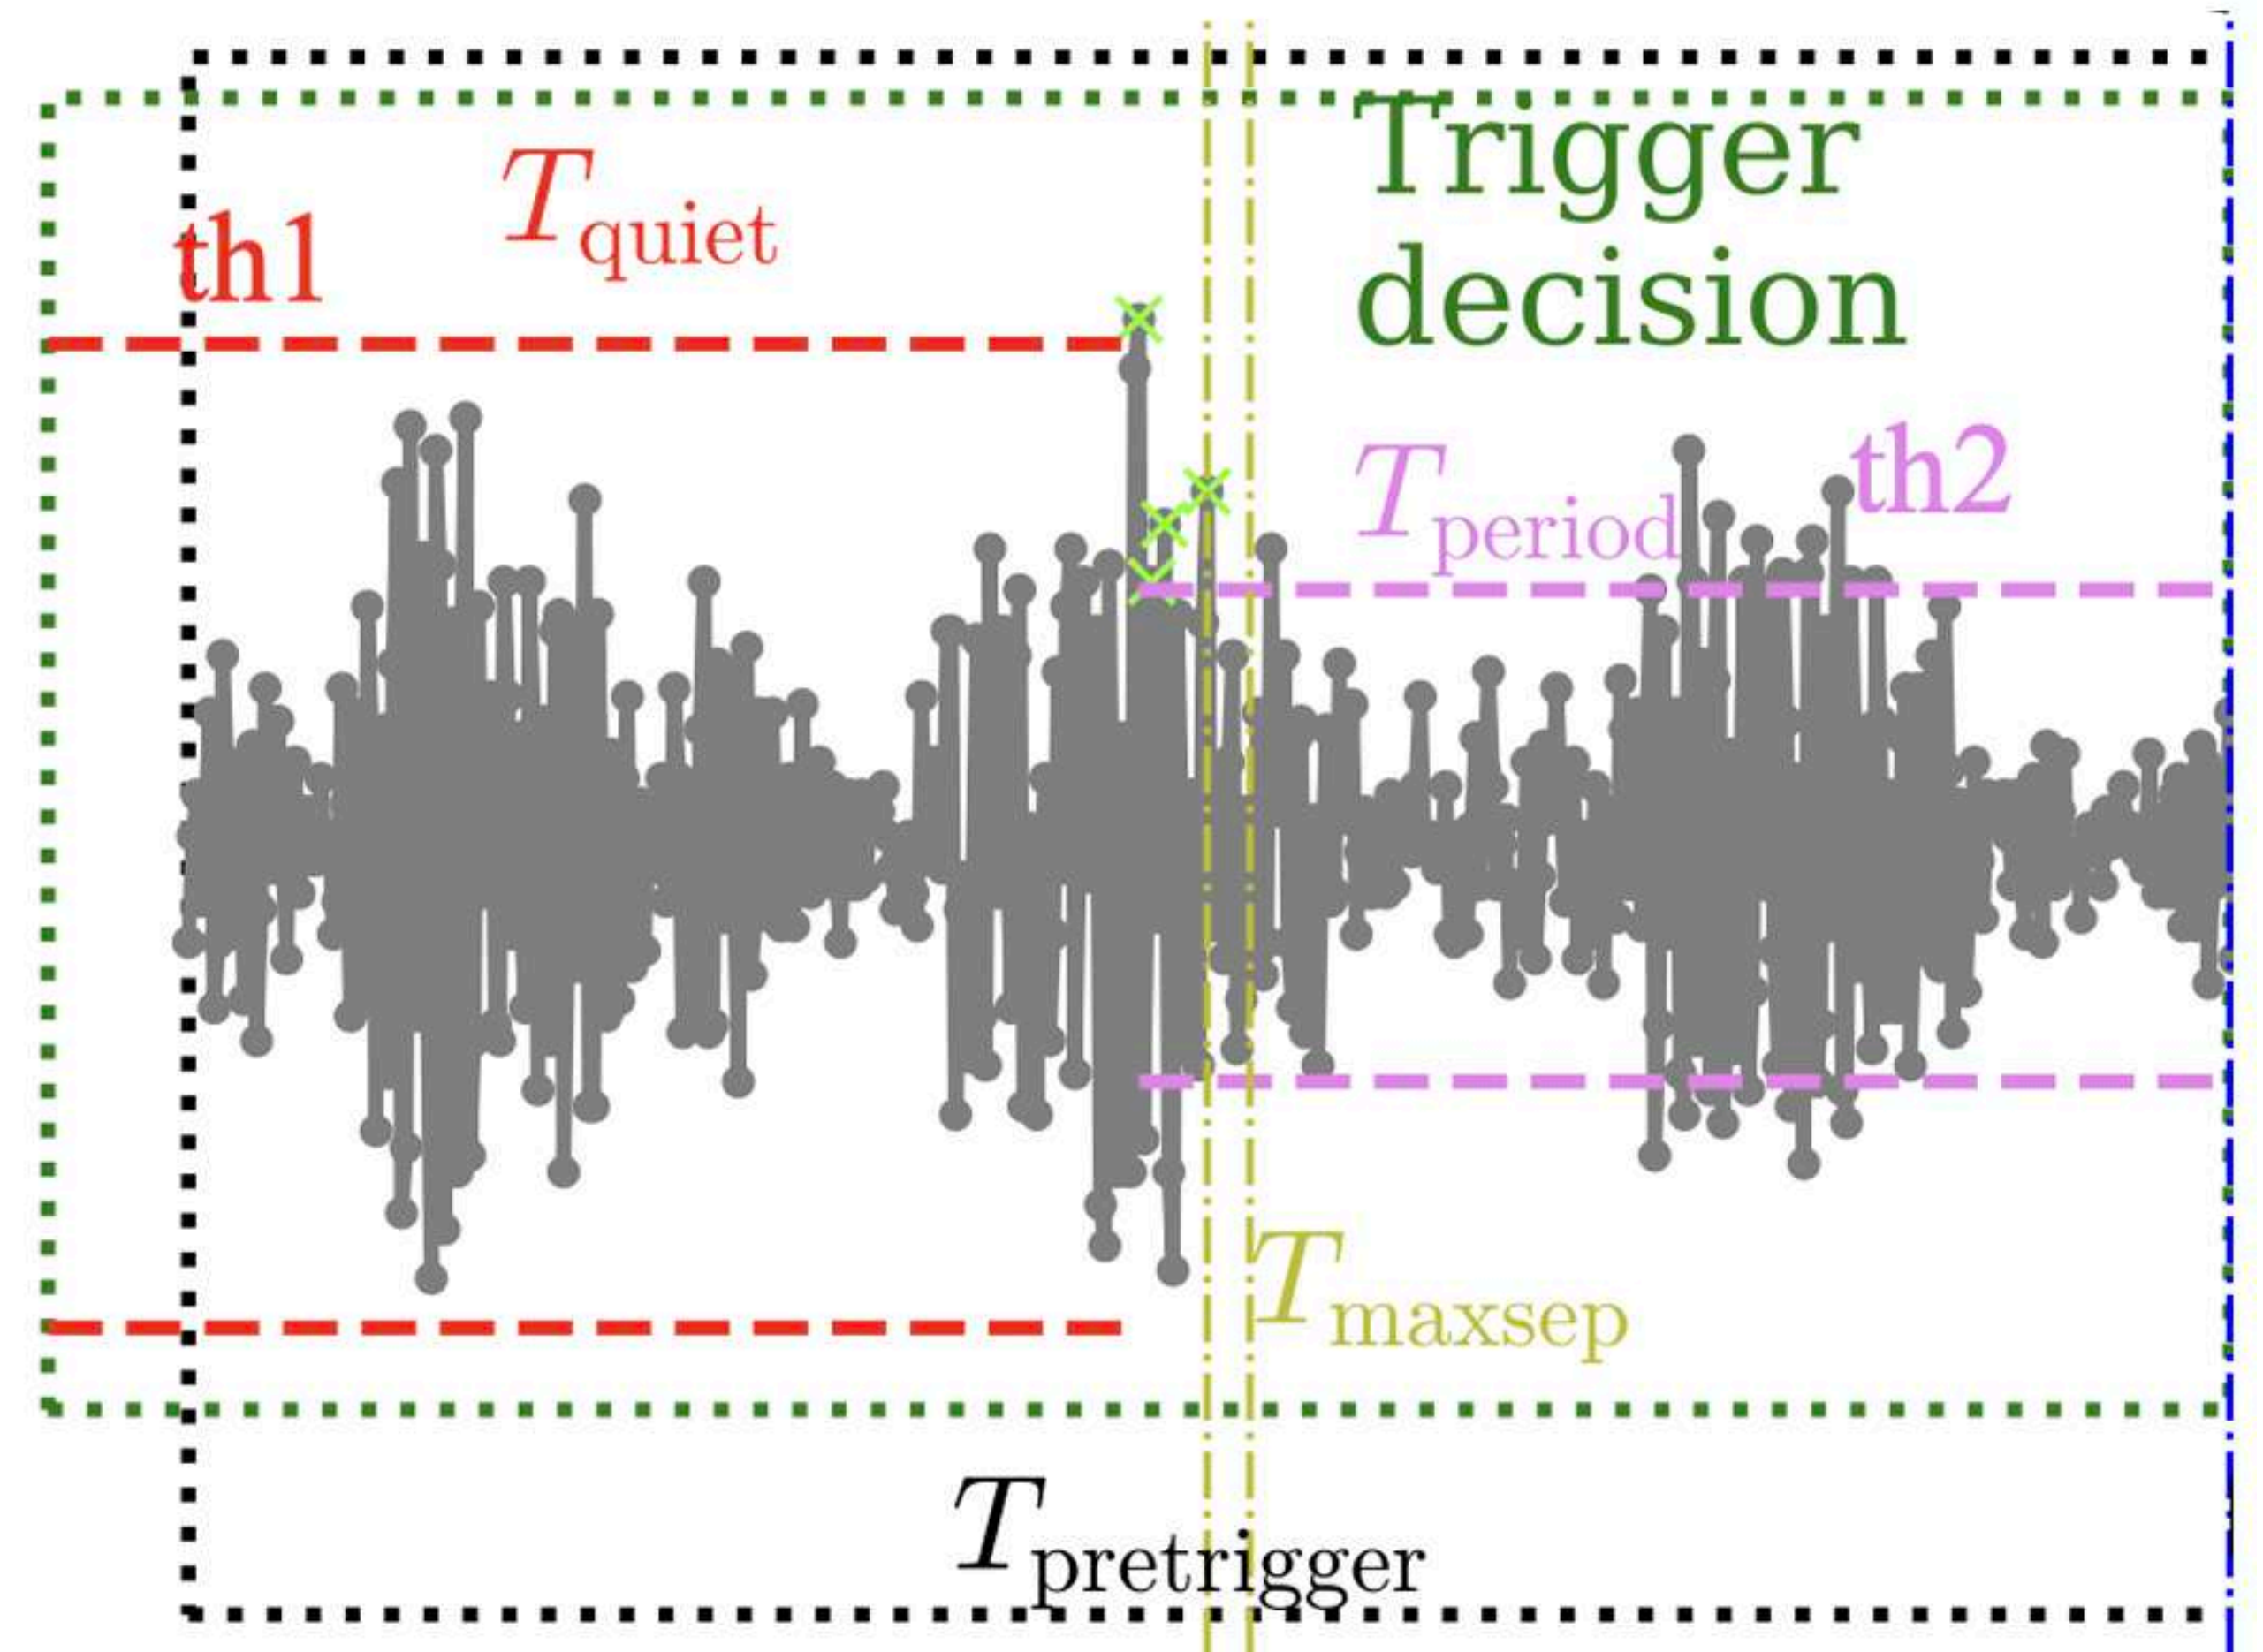 Trigger
T_quiet
th1
decision
T_period
th2
T_maxsep
T_pretrigger